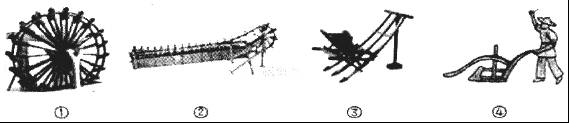 ① ② ③ ④